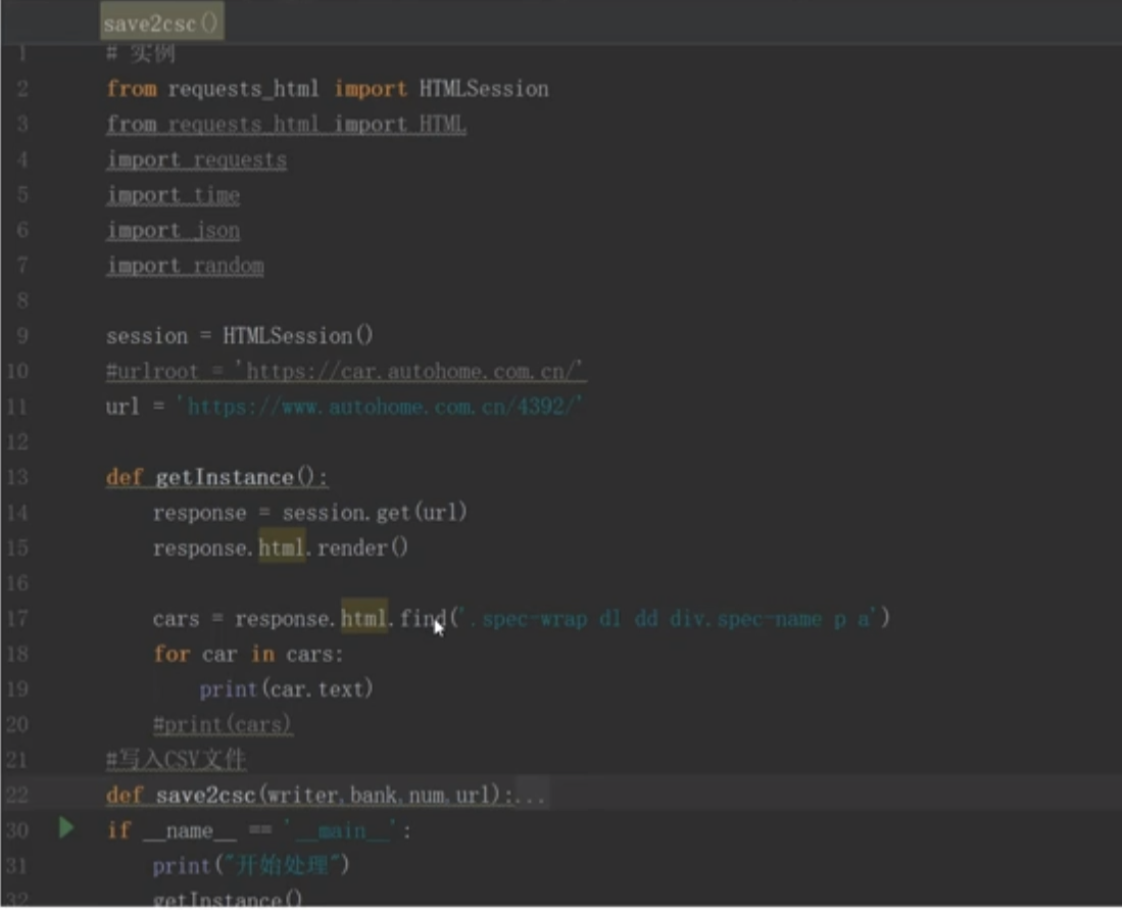 save2csc()
1 # 实例
2 from requests_html import HTMLSession
3 from requests_html import HTML
4 import requests
5 import time
6 import json
7 import random
8
9 session = HTMLSession()
10 #urlroot = 'https://car.autohome.com.cn/'
11 url = 'https://www.autohome.com.cn/4392/'
12
13 def getInstance():
14 response = session.get(url)
15 response.html.render()
16
17 cars = response.html.find('.spec-wrap dl dd div.spec-name p a')
18 for car in cars:
19 print(car.text)
20 #print(cars)
21 #写入CSV文件
22 def save2csc(writer,bank,num,url):...
30 if __name__ == '__main__':
31 print("开始处理")
32 getInstance()